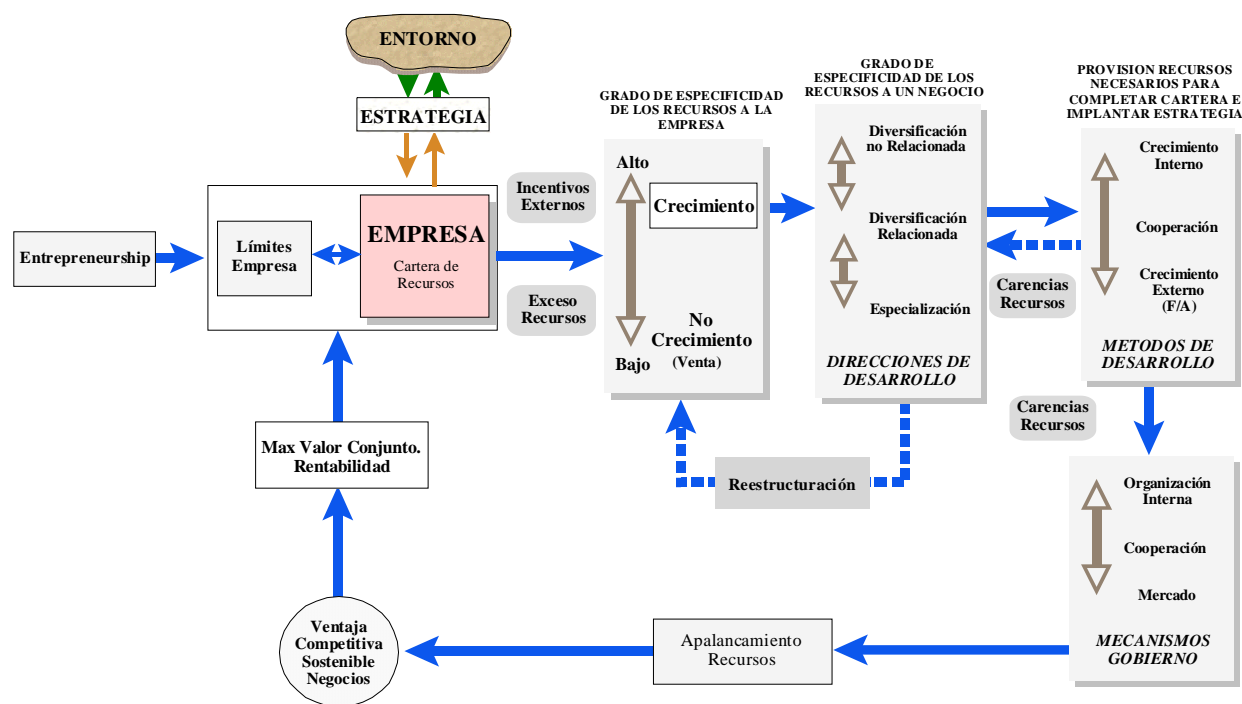 ENTORNO
ESTRATEGIA
Entrepreneurship
Límites
Empresa
EMPRESA
Cartera de
Recursos
Incentivos
Externos
Exceso
Recursos
GRADO DE ESPECIFICIDAD
DE LOS RECURSOS A LA
EMPRESA
Alto
Crecimiento
No
Crecimiento
(Venta)
Bajo
GRADO DE
ESPECIFICIDAD DE LOS
RECURSOS A UN NEGOCIO
Diversificación
no Relacionada
Diversificación
Relacionada
Especialización
DIRECCIONES DE
DESARROLLO
Carencias
Recursos
PROVISION RECURSOS
NECESARIOS PARA
COMPLETAR CARTERA E
IMPLANTAR ESTRATEGIA
Crecimiento
Interno
Cooperación
Crecimiento
Externo
(F/A)
METODOS DE
DESARROLLO
Carencias
Recursos
Reestructuración
Organización
Interna
Cooperación
Mercado
MECANISMOS
GOBIERNO
Apalancamiento
Recursos
Ventaja
Competitiva
Sostenible
Negocios
Max Valor Conjunto.
Rentabilidad